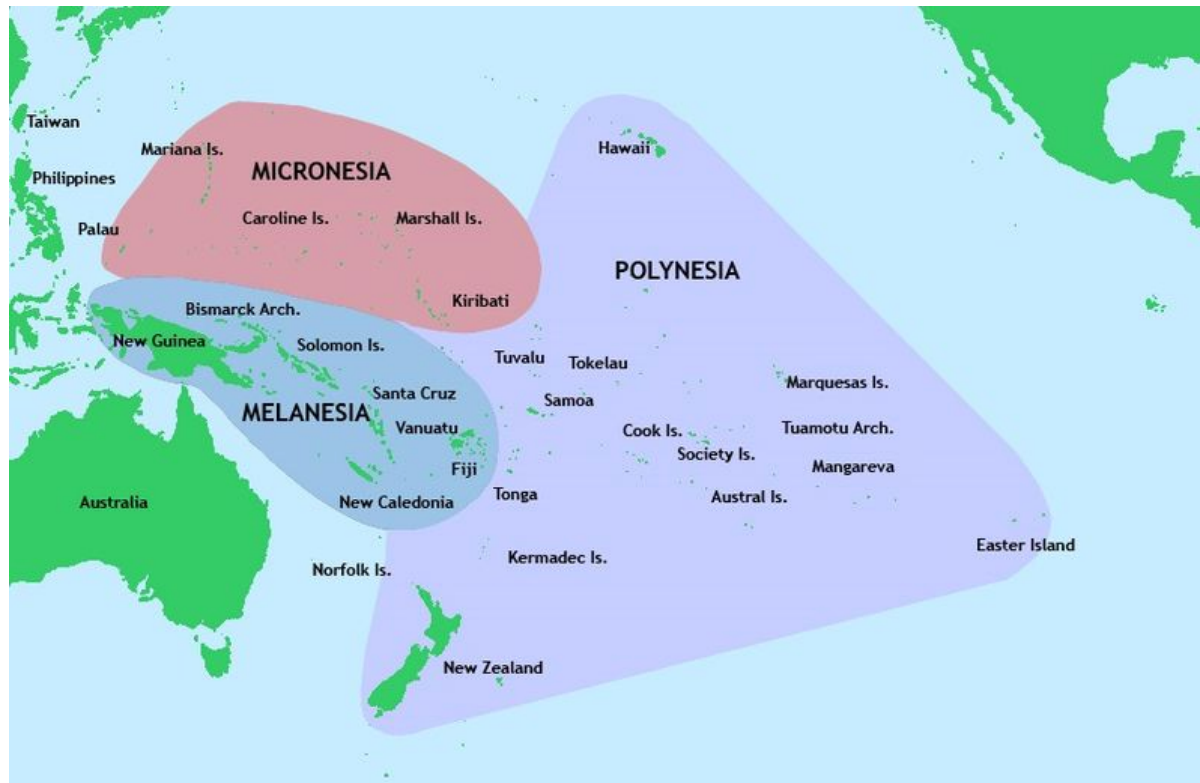 Taiwan
Hawaii
Mariana Is.
MICRONESIA
Philippines
Caroline Is.
Marshall Is.
Palau
POLYNESIA
Kiribati
Bismarck Arch.
New Guinea
Solomon Is.
Tuvalu
Tokelau
Marquesas Is.
Santa Cruz
Samoa
MELANESIA
Vanuatu
Cook Is.
Tuamotu Arch.
Society Is.
Fiji
Mangareva
Tonga
Austral Is.
New Caledonia
Australia
Easter Island
Kermadec Is.
Norfolk Is.
New Zealand